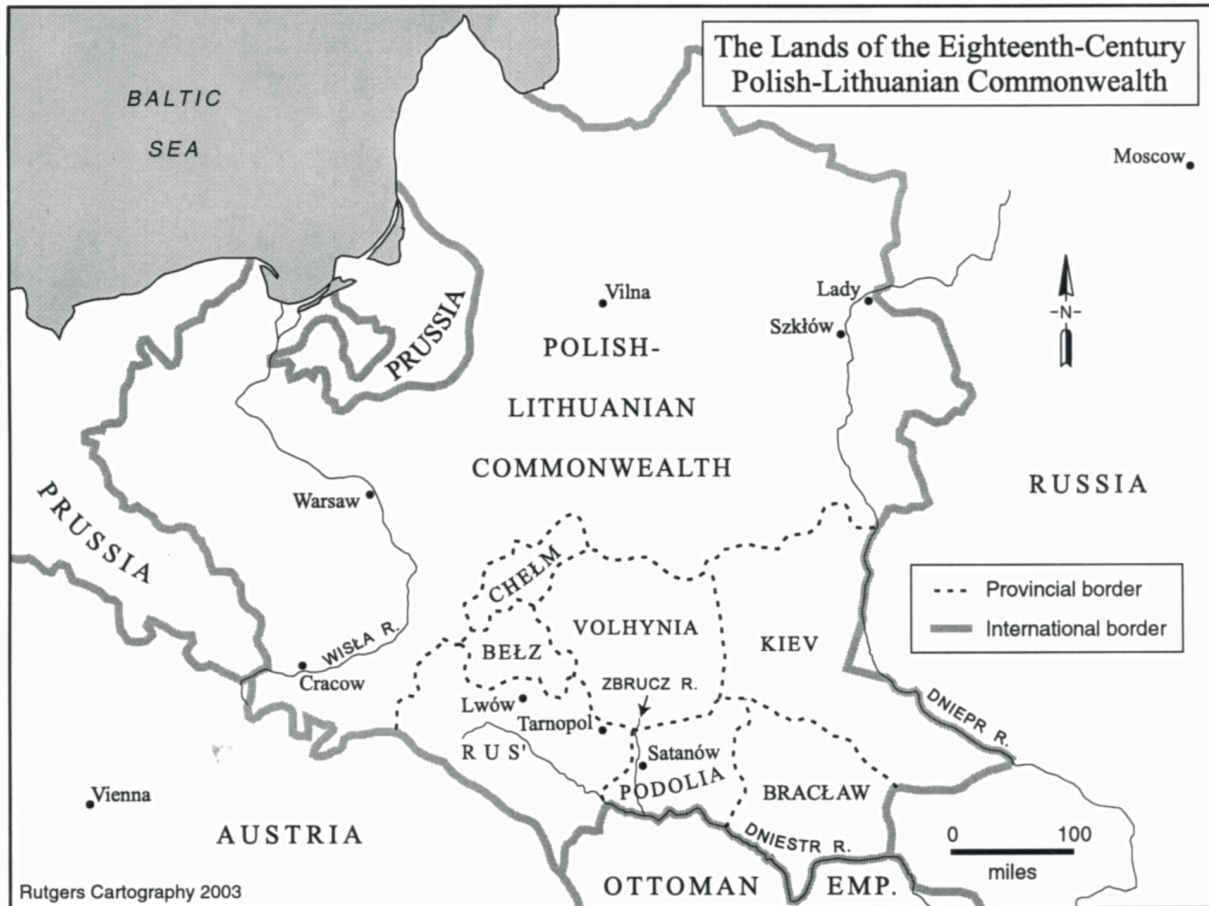 The Lands of the Eighteenth-Century
Polish-Lithuanian Commonwealth
BALTIC
SEA
Moscow
Vilna
Lady
Szkłów
-N-
PRUSSIA
POLISH-
LITHUANIAN
COMMONWEALTH
Warsaw
PRUSSIA
RUSSIA
CHEŁM
Provincial border
International border
VOLHYNIA
KIEV
BEŁZ
WISŁA R.
Cracow
ZBRUCZ R.
Lwów
Tarnopol
DNIEPR R.
RUS'
Satanów
PODOLIA
BRACŁAW
Vienna
AUSTRIA
DNIESTR R.
0 100
miles
OTTOMAN EMP.
Rutgers Cartography 2003